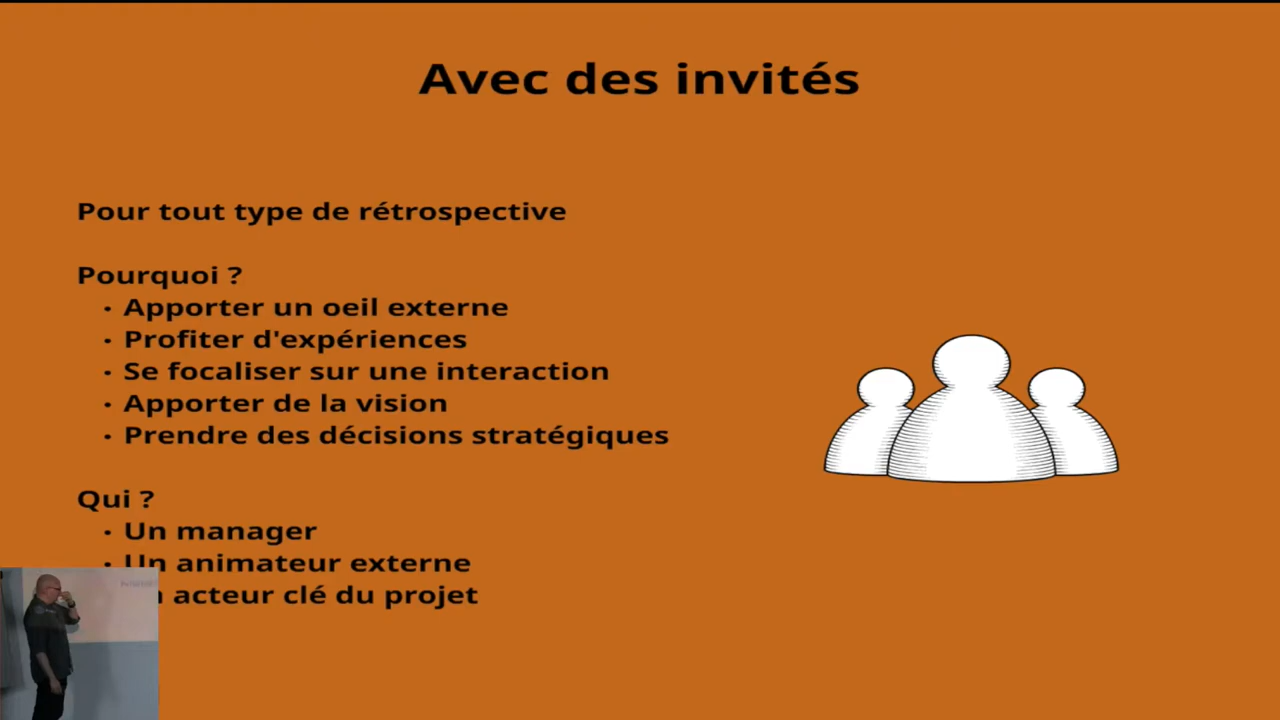 Avec des invités
Pour tout type de rétrospective
Pourquoi ?
• Apporter un oeil externe
• Profiter d'expériences
• Se focaliser sur une interaction
• Apporter de la vision
• Prendre des décisions stratégiques
Qui ?
• Un manager
• Un animateur externe
acteur clé du projet